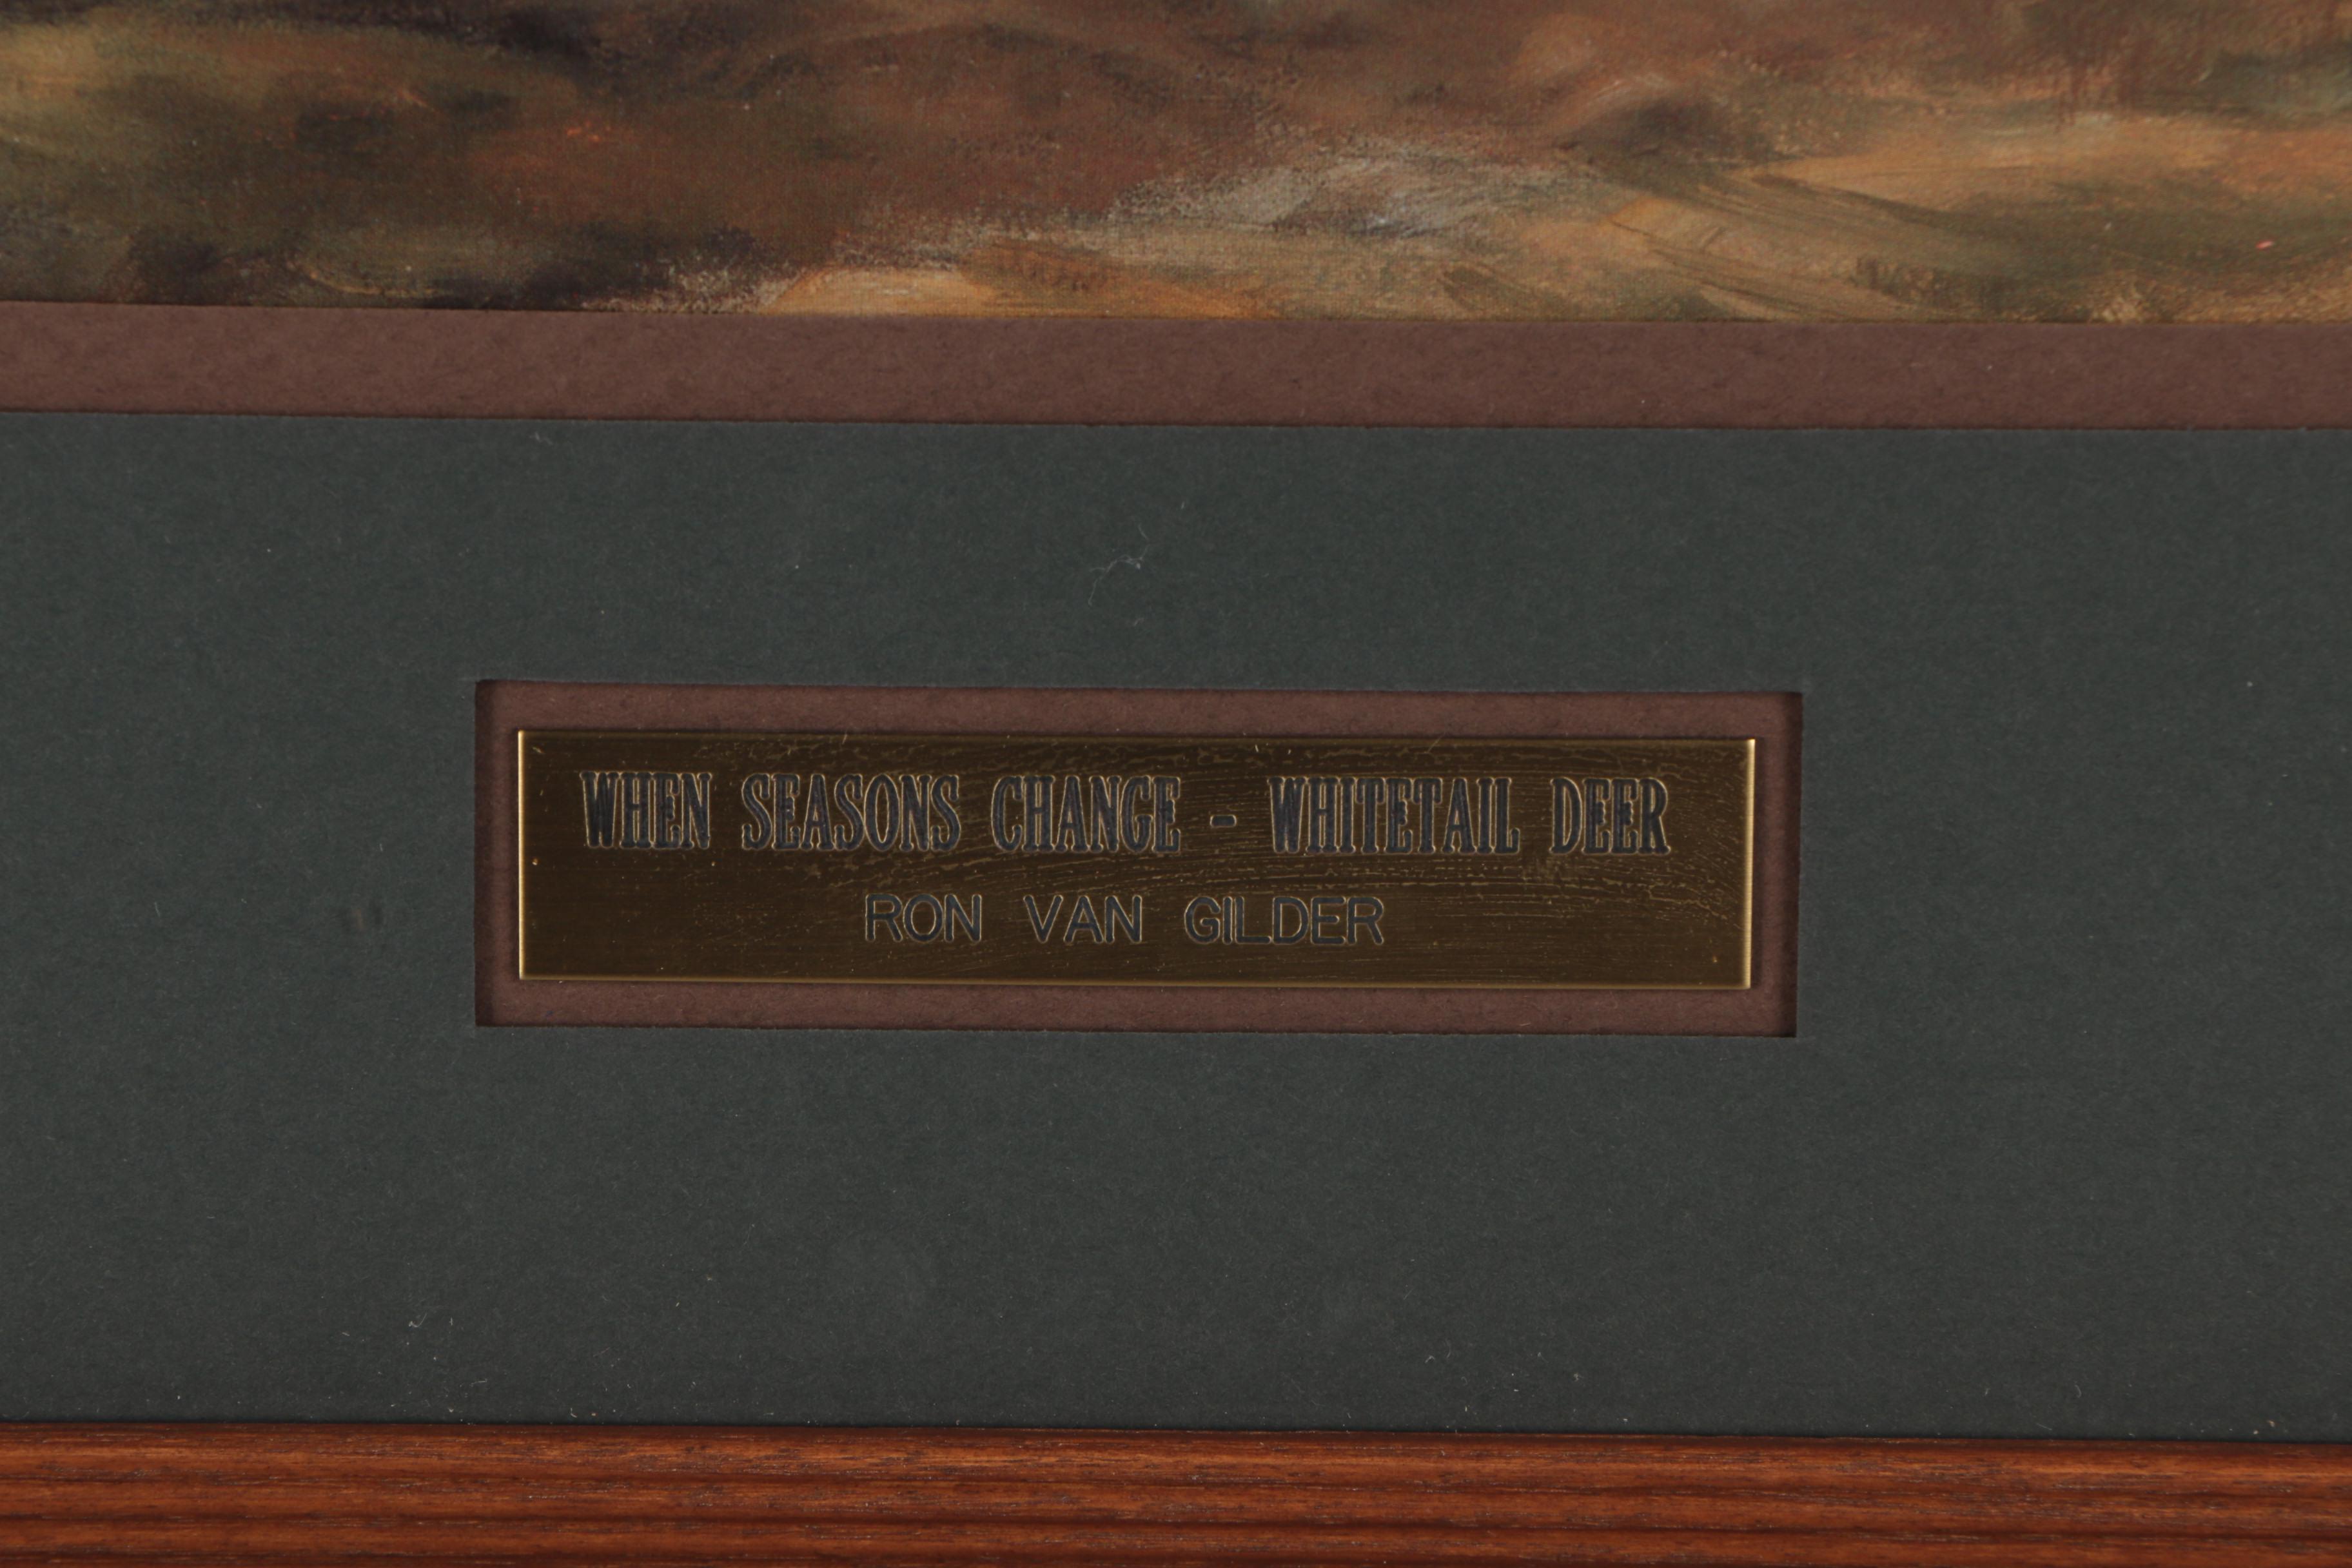 WHEN SEASONS CHANGE - WHITETAIL DEER
RON VAN GILDER